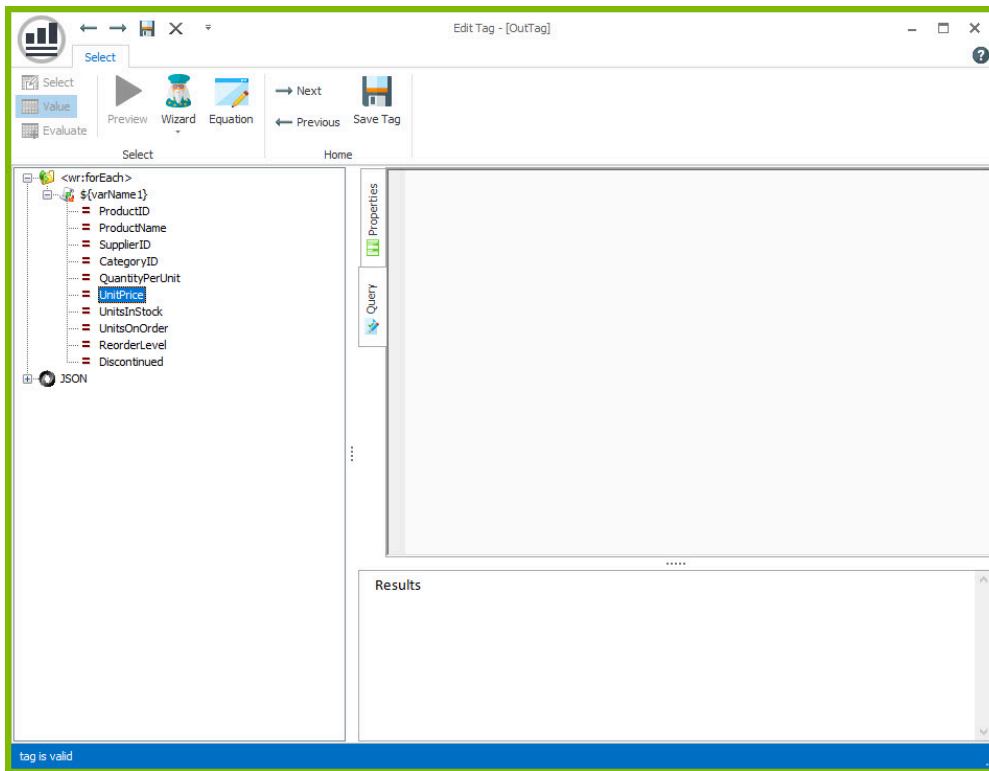 Edit Tag - [OutTag]
Select
Select
Value
Evaluate
Preview
Wizard
Equation
Select
Next
Previous
Save Tag
Home
<wr:forEach>
${varName1}
ProductID
ProductName
SupplierID
CategoryID
QuantityPerUnit
UnitPrice
UnitsInStock
UnitsOnOrder
ReorderLevel
Discontinued
JSON
Properties
Query
Results
tag is valid